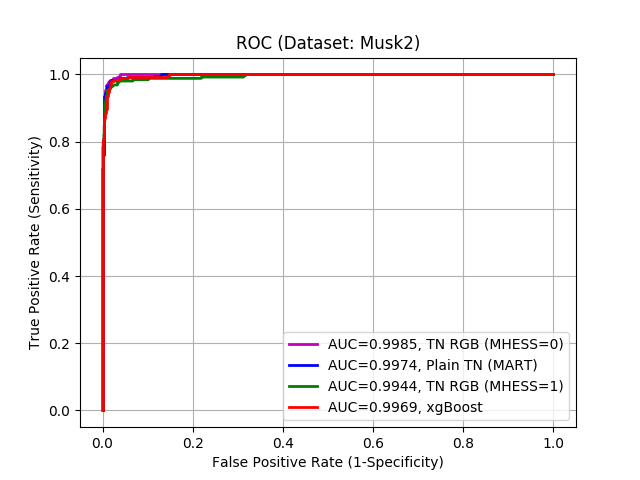 ROC (Dataset: Musk2)
True Positive Rate (Sensitivity)
1.0
0.8
0.6
0.4
0.2
0.0
AUC=0.9985, TN RGB (MHESS=0)
AUC=0.9974, Plain TN (MART)
AUC=0.9944, TN RGB (MHESS=1)
AUC=0.9969, xgBoost
0.0 0.2 0.4 0.6 0.8 1.0
False Positive Rate (1-Specificity)